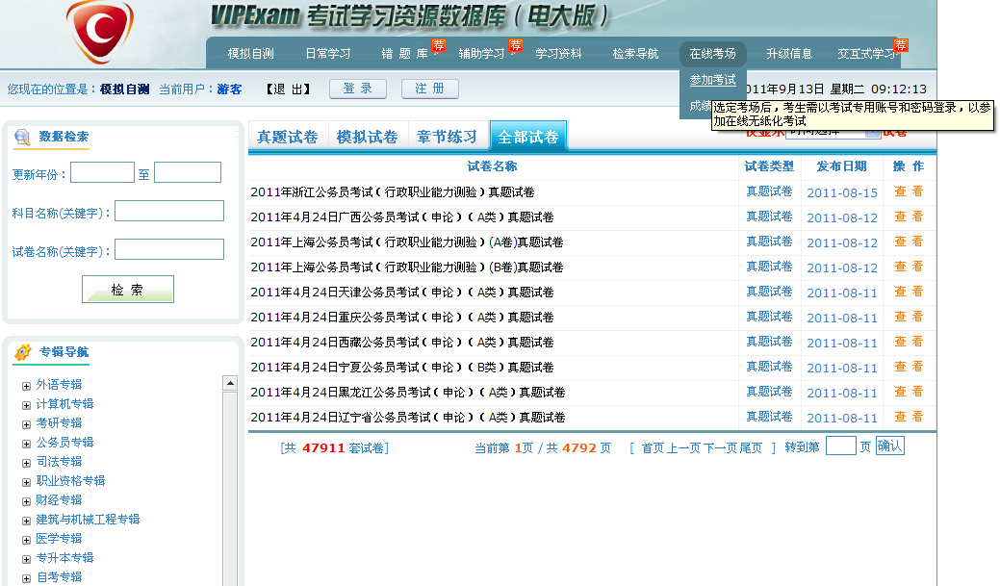 VIPExam 考试学习资源数据库（电大版）
模拟自测 日常学习 错 题 库 荐 辅助学习 荐 学习资料 检索导航 在线考场 升级信息 交互式学习 荐
参加考试
成绩
您现在的位置是：模拟自测 当前用户：游客 【退 出】 登 录 注 册 011年9月13日 星期二 09:12:13
选定考场后，考生需以考试专用账号和密码登录，以参
加在线无纸化考试
数据检索
更新年份： 至
科目名称(关键字)：
试卷名称(关键字)：
检 索
专辑导航
外语专辑
计算机专辑
考研专辑
公务员专辑
司法专辑
职业资格专辑
财经专辑
建筑与机械工程专辑
医学专辑
专升本专辑
自考专辑
真题试卷 模拟试卷 章节练习 全部试卷 试卷
试卷名称 试卷类型 发布日期 操 作
2011年浙江公务员考试（行政职业能力测验）真题试卷 真题试卷 2011-08-15 查 看
2011年4月24日广西公务员考试（申论）（A类）真题试卷 真题试卷 2011-08-12 查 看
2011年上海公务员考试（行政职业能力测验）(A卷)真题试卷 真题试卷 2011-08-12 查 看
2011年上海公务员考试（行政职业能力测验）(B卷)真题试卷 真题试卷 2011-08-12 查 看
2011年4月24日天津公务员考试（申论）（A类）真题试卷 真题试卷 2011-08-11 查 看
2011年4月24日重庆公务员考试（申论）（A类）真题试卷 真题试卷 2011-08-11 查 看
2011年4月24日西藏公务员考试（申论）（A类）真题试卷 真题试卷 2011-08-11 查 看
2011年4月24日宁夏公务员考试（申论）（B类）真题试卷 真题试卷 2011-08-11 查 看
2011年4月24日黑龙江公务员考试（申论）（A类）真题试卷 真题试卷 2011-08-11 查 看
2011年4月24日辽宁省公务员考试（申论）（A类）真题试卷 真题试卷 2011-08-11 查 看
[共 47911 套试卷] 当前第 1页 / 共 4792 页 [ 首页 上一页 下一页 尾页 ] 转到第 页 确认